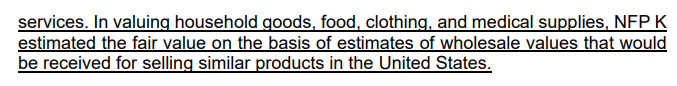 services. In valuing household goods, food, clothing, and medical supplies, NFP K
estimated the fair value on the basis of estimates of wholesale values that would
be received for selling similar products in the United States.